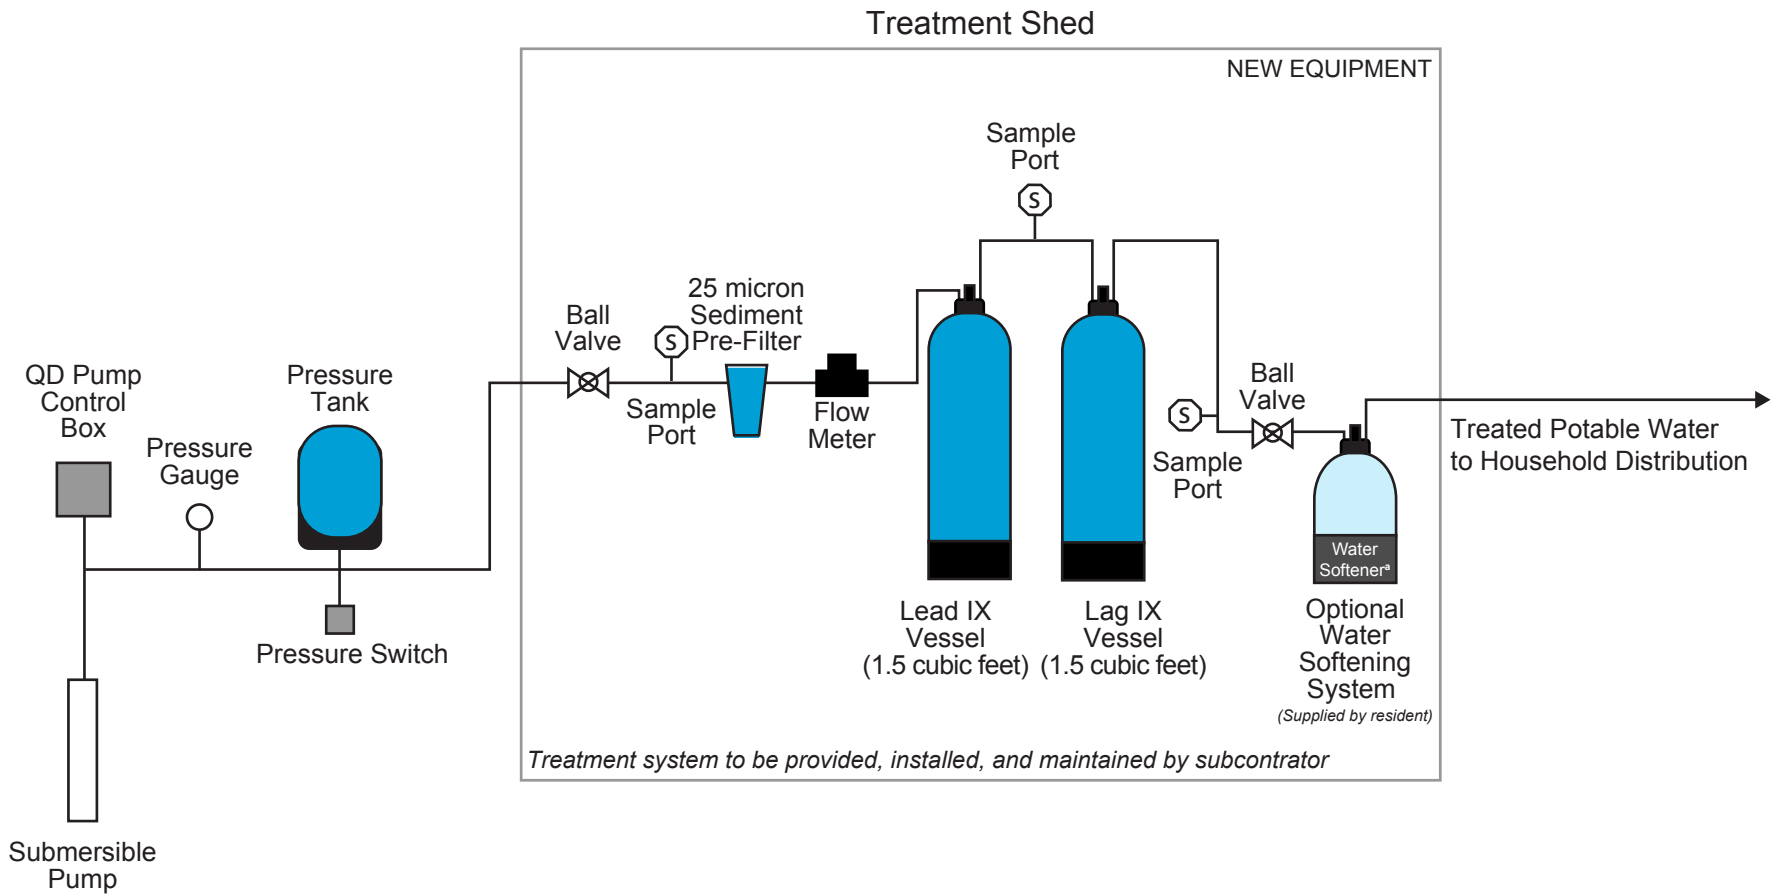 Treatment Shed
NEW EQUIPMENT
Sample
Port
S
25 micron
Sediment
Pre-Filter
Ball
Valve
S
Sample
Port
Flow
Meter
QD Pump
Control
Box
Pressure
Tank
Pressure
Gauge
Pressure Switch
Submersible
Pump
Lead IX
Vessel
(1.5 cubic feet)
Lag IX
Vessel
(1.5 cubic feet)
S
Sample
Port
Ball
Valve
Water
Softenerª
Optional
Water
Softening
System
(Supplied by resident)
Treated Potable Water
to Household Distribution
Treatment system to be provided, installed, and maintained by subcontrator